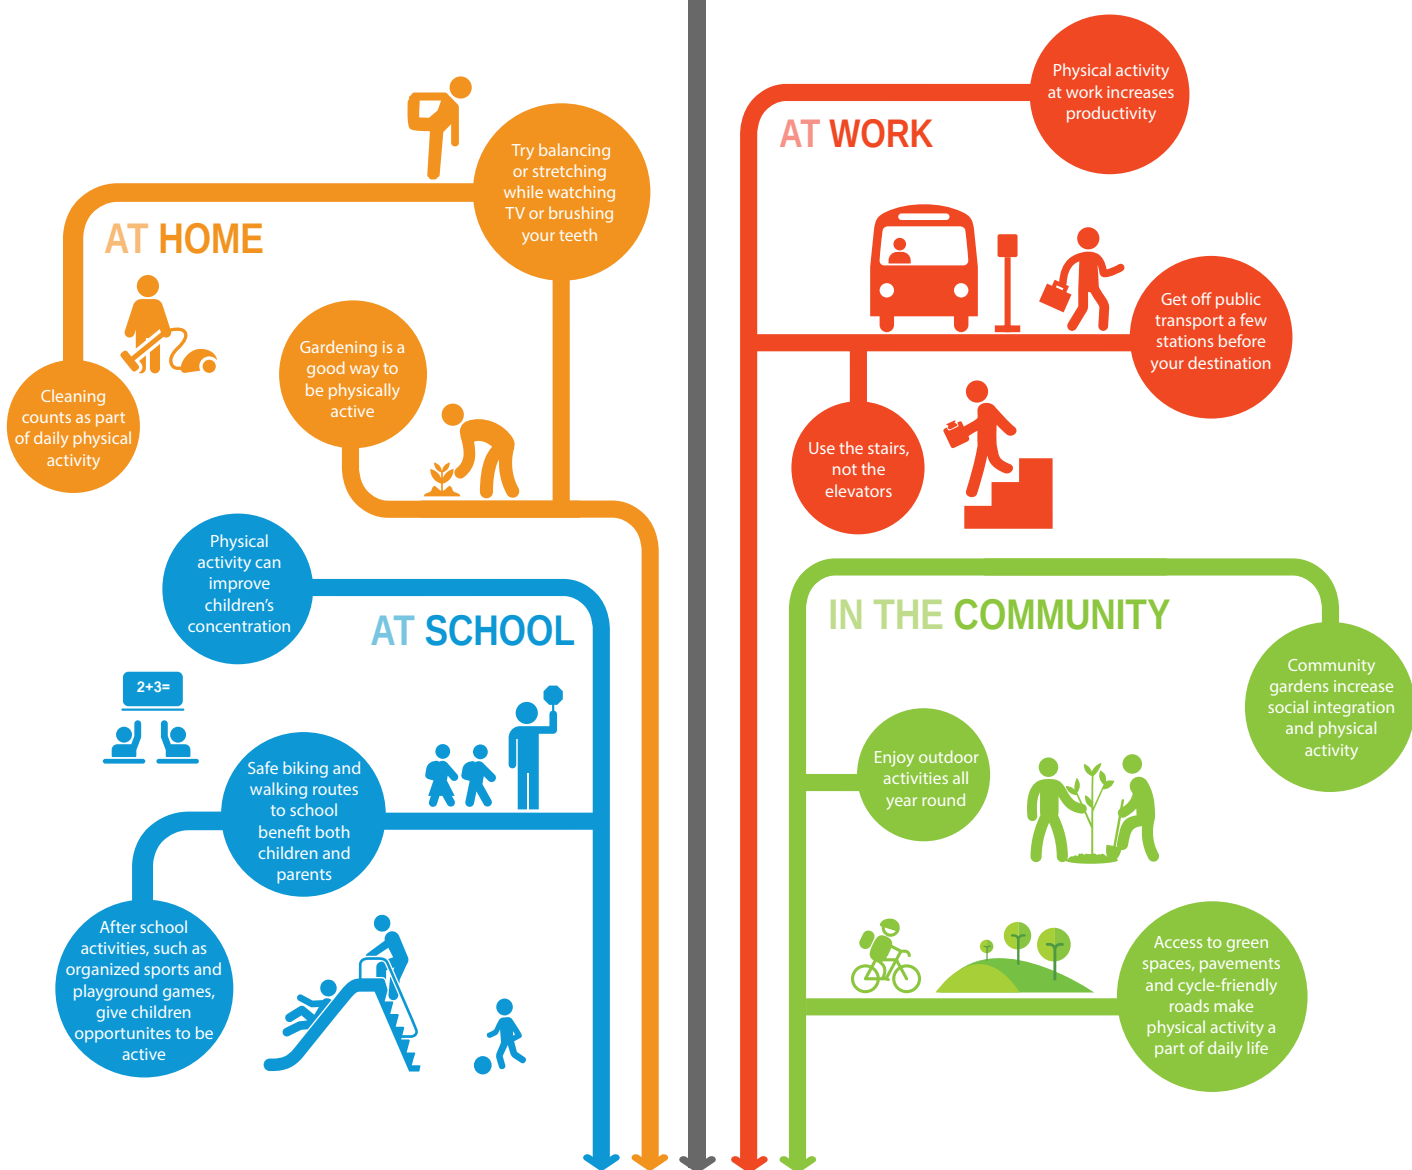 AT HOME
Try balancing
or stretching
while watching
TV or brushing
your teeth
Gardening is a
good way to
be physically
active
Cleaning
counts as part
of daily physical
activity
AT SCHOOL
Physical
activity can
improve
children's
concentration
2+3=
Safe biking and
walking routes
to school
benefit both
children and
parents
After school
activities, such as
organized sports and
playground games,
give children
opportunites to be
active
AT WORK
Physical activity
at work increases
productivity
Get off public
transport a few
stations before
your destination
Use the stairs,
not the
elevators
IN THE COMMUNITY
Community
gardens increase
social integration
and physical
activity
Enjoy outdoor
activities all
year round
Access to green
spaces, pavements
and cycle-friendly
roads make
physical activity a
part of daily life